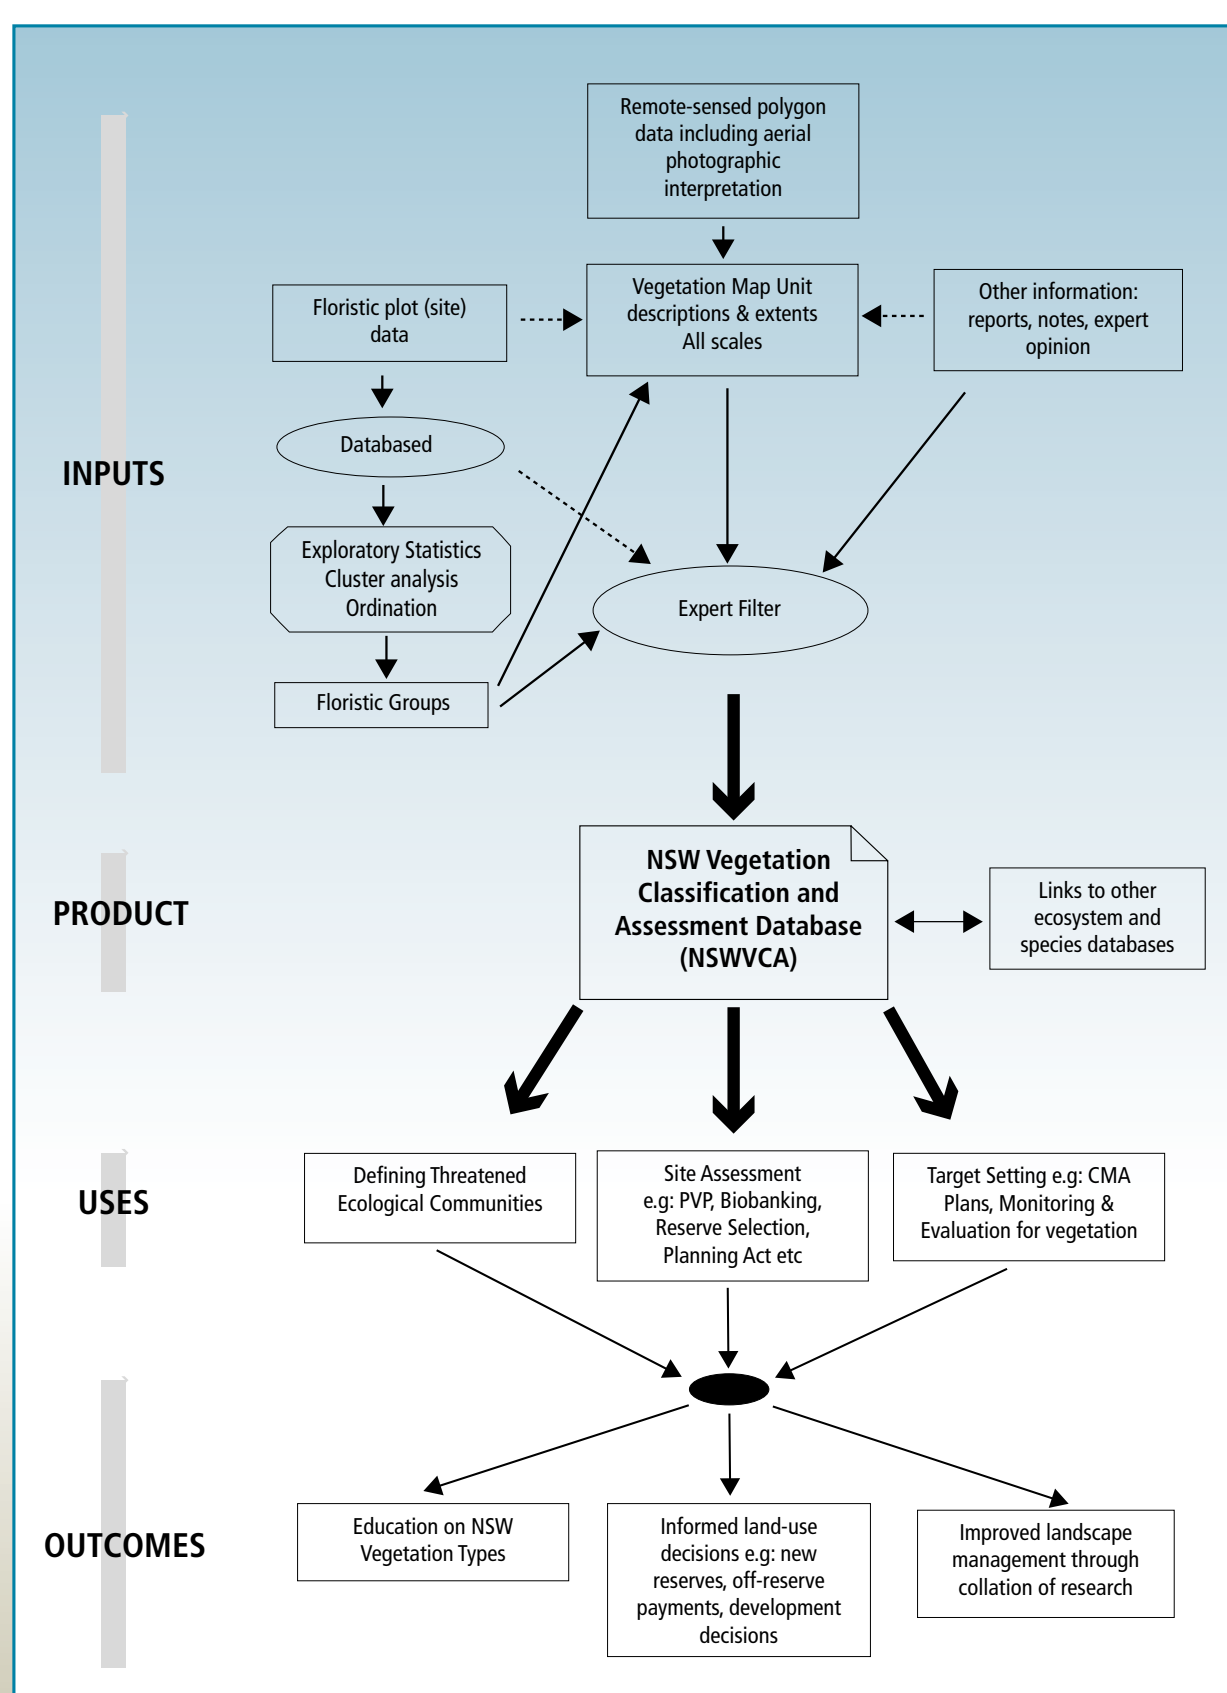 Remote-sensed polygon
data including aerial
photographic
interpretation
Floristic plot (site)
data
Vegetation Map Unit
descriptions & extents
All scales
Other information:
reports, notes, expert
opinion
Databased
INPUTS
Exploratory Statistics
Cluster analysis
Ordination
Expert Filter
Floristic Groups
PRODUCT
NSW Vegetation
Classification and
Assessment Database
(NSWVCA)
Links to other
ecosystem and
species databases
USES
Defining Threatened
Ecological Communities
Site Assessment
e.g: PVP, Biobanking,
Reserve Selection,
Planning Act etc
Target Setting e.g: CMA
Plans, Monitoring &
Evaluation for vegetation
OUTCOMES
Education on NSW
Vegetation Types
Informed land-use
decisions e.g: new
reserves, off-reserve
payments, development
decisions
Improved landscape
management through
collation of research